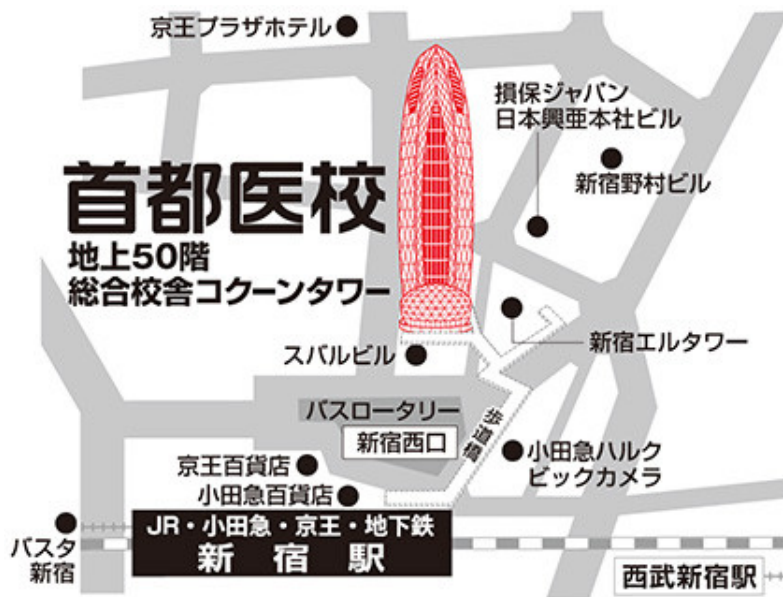 京王プラザホテル
損保ジャパン
日本興亜本社ビル
新宿野村ビル
首都医校
地上50階
総合校舎コクーンタワー
新宿エルタワー
スバルビル
バスロータリー
新宿西口
歩道橋
小田急ハルク
ビックカメラ
京王百貨店
小田急百貨店
JR・小田急・京王・地下鉄
新宿駅
バスタ
新宿
西武新宿駅